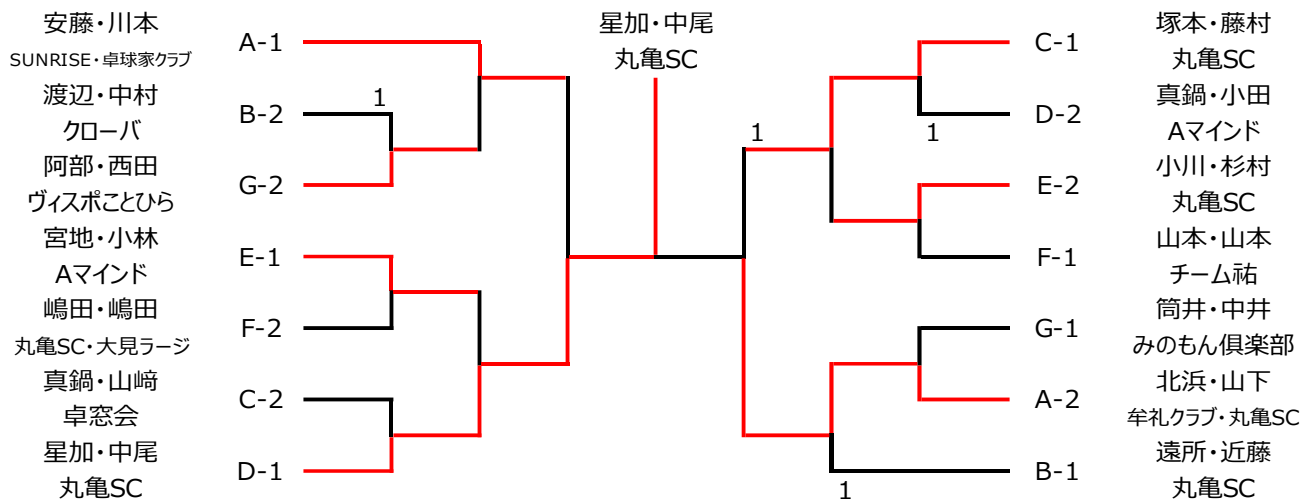 安藤・川本
SUNRISE・卓球家クラブ
A-1
渡辺・中村
クローバ
B-2
1
阿部・西田
ヴィスポことひら
G-2
宮地・小林
Aマインド
E-1
嶋田・嶋田
丸亀SC・大見ラージ
F-2
真鍋・山﨑
卓窓会
C-2
星加・中尾
丸亀SC
D-1
星加・中尾
丸亀SC
1
C-1
塚本・藤村
丸亀SC
1
D-2
真鍋・小田
Aマインド
E-2
小川・杉村
丸亀SC
F-1
山本・山本
チーム祐
G-1
筒井・中井
みのもん倶楽部
A-2
北浜・山下
牟礼クラブ・丸亀SC
1
B-1
遠所・近藤
丸亀SC